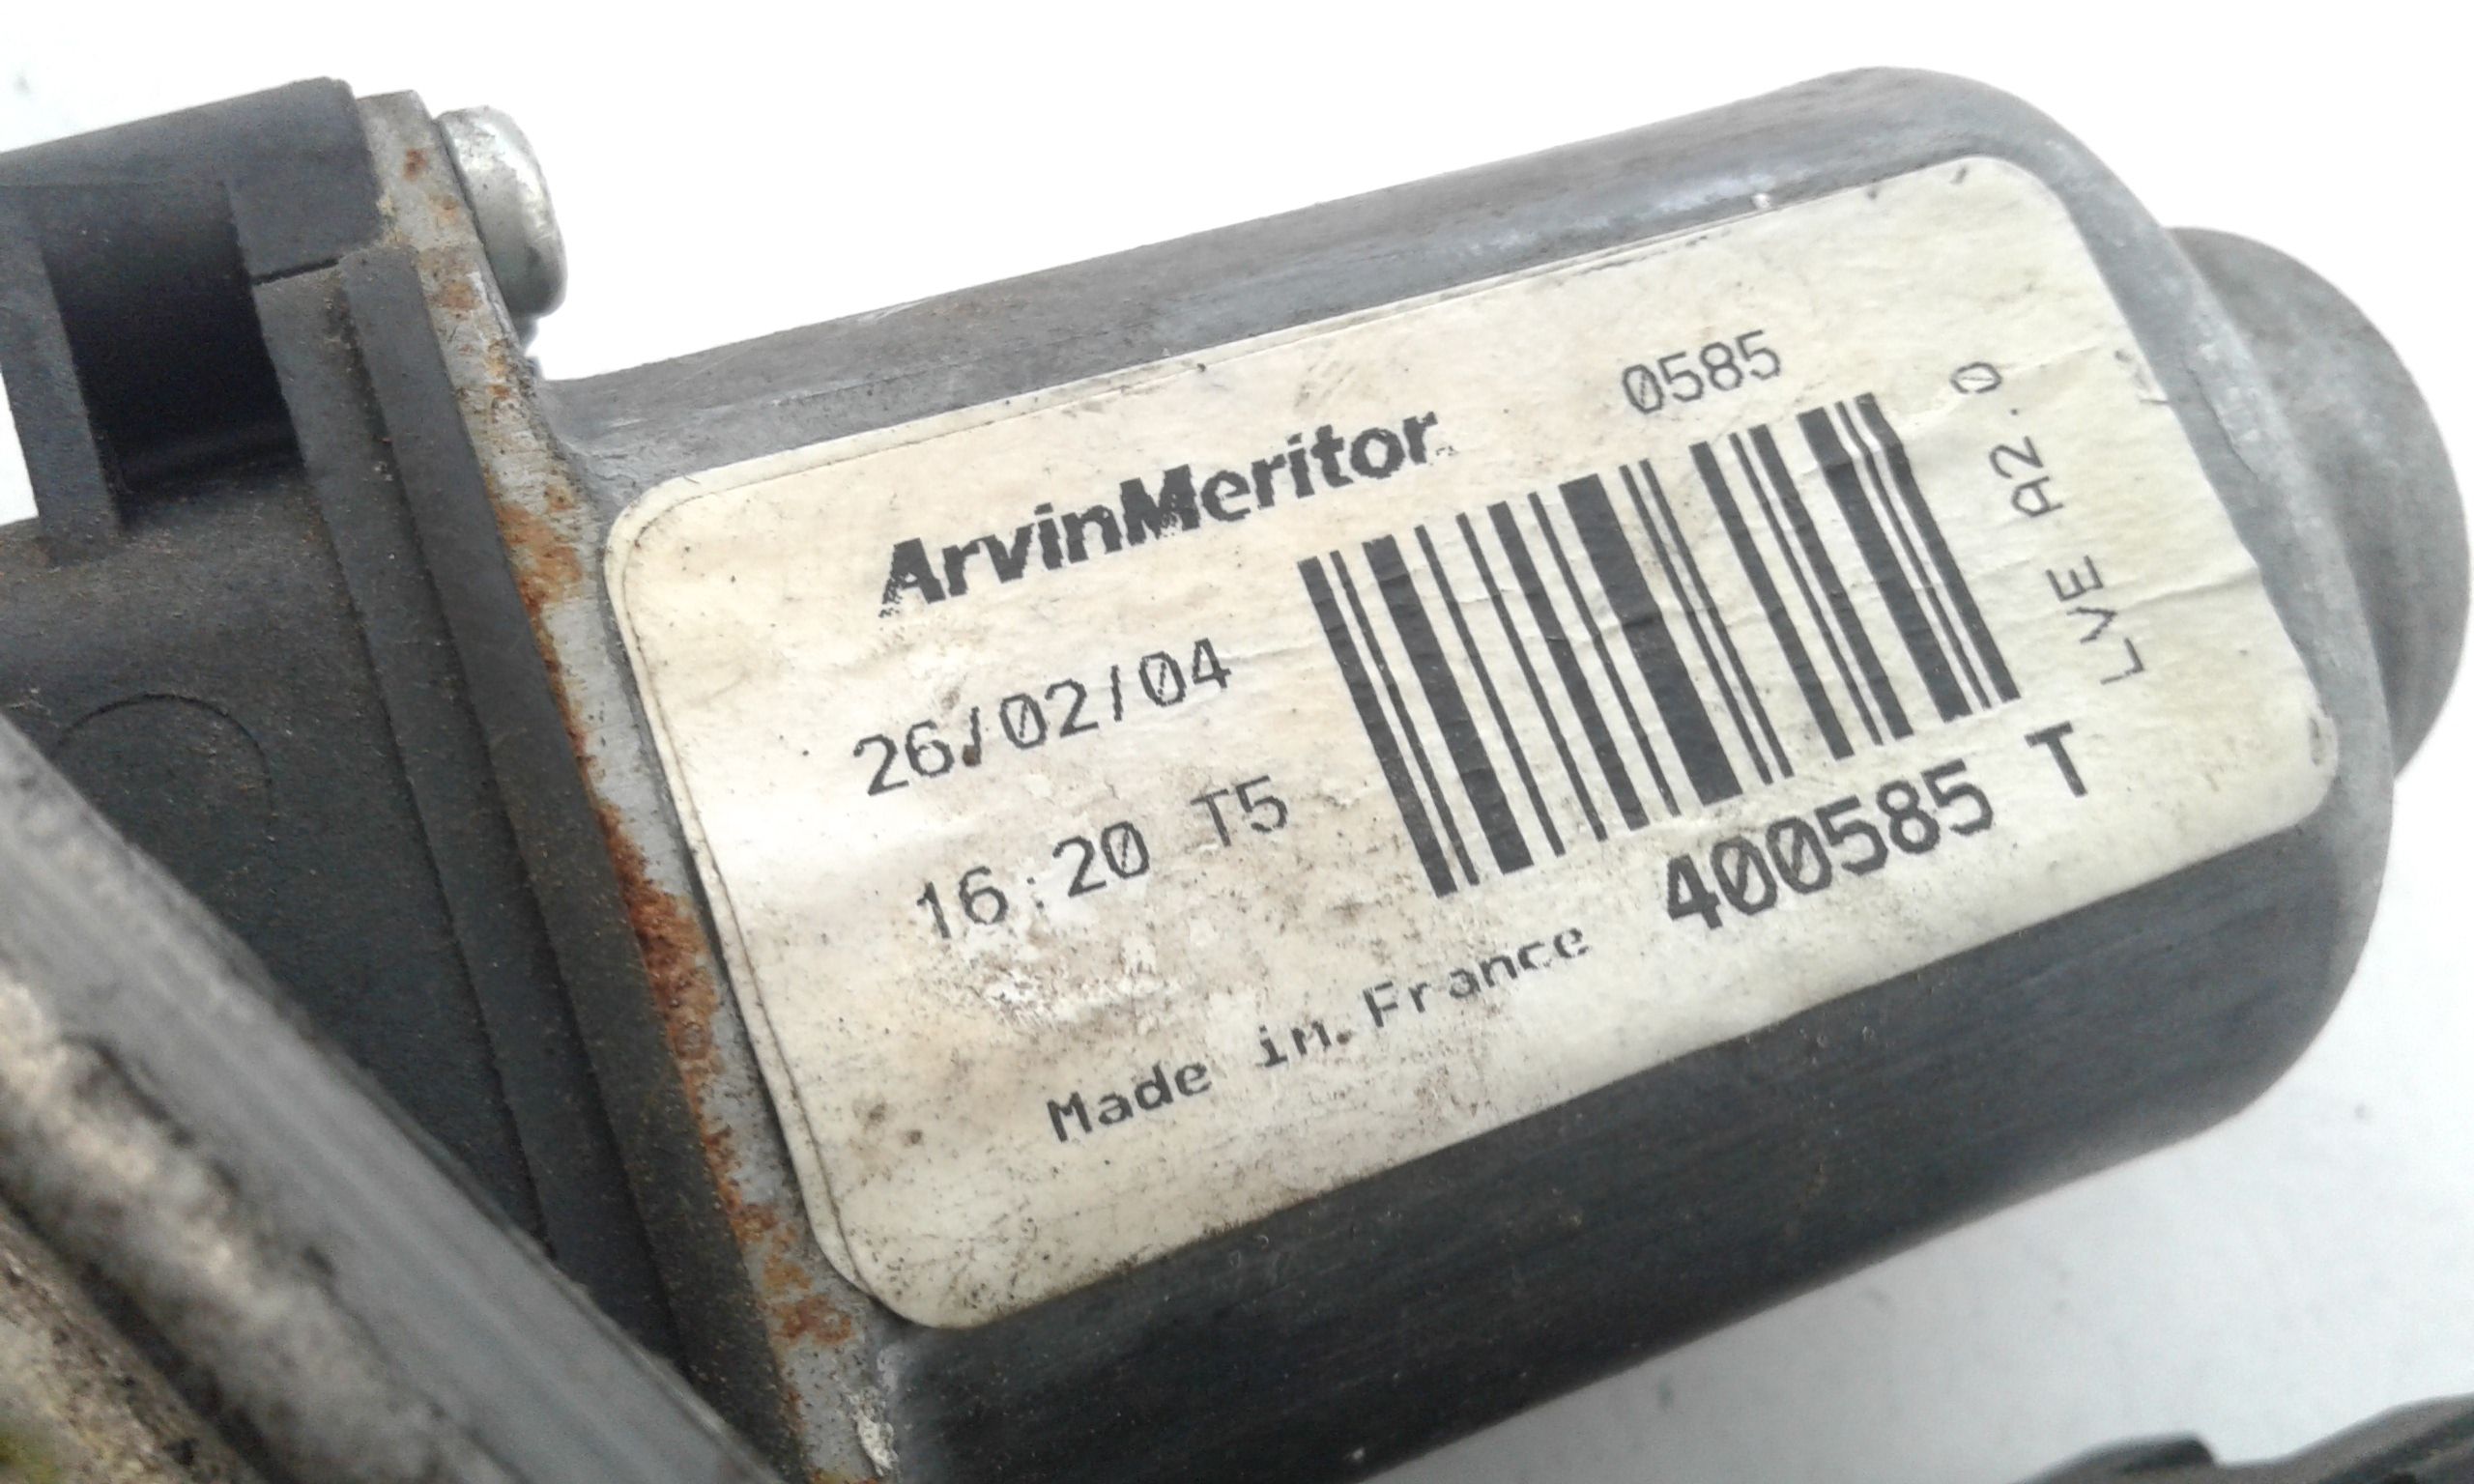 ArvinMeritor
0585
26/02/04
16:20 T5
LVE A2.0
400585 T
Made in France